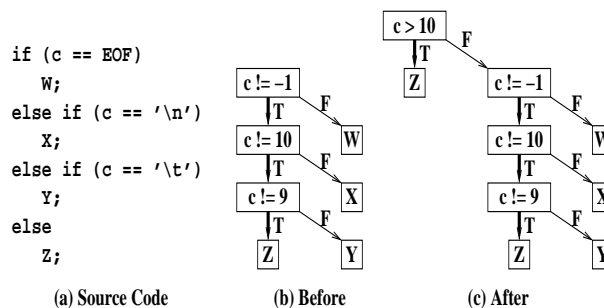 if (c == EOF)
W;
else if (c == '\n')
X;
else if (c == '\t')
Y;
else
Z;
(a) Source Code
c != −1
T
F
W
c != 10
T
F
X
c != 9
T
F
Z
Y
(b) Before
c > 10
T
F
Z
c != −1
T
F
W
c != 10
T
F
X
c != 9
T
F
Z
Y
(c) After